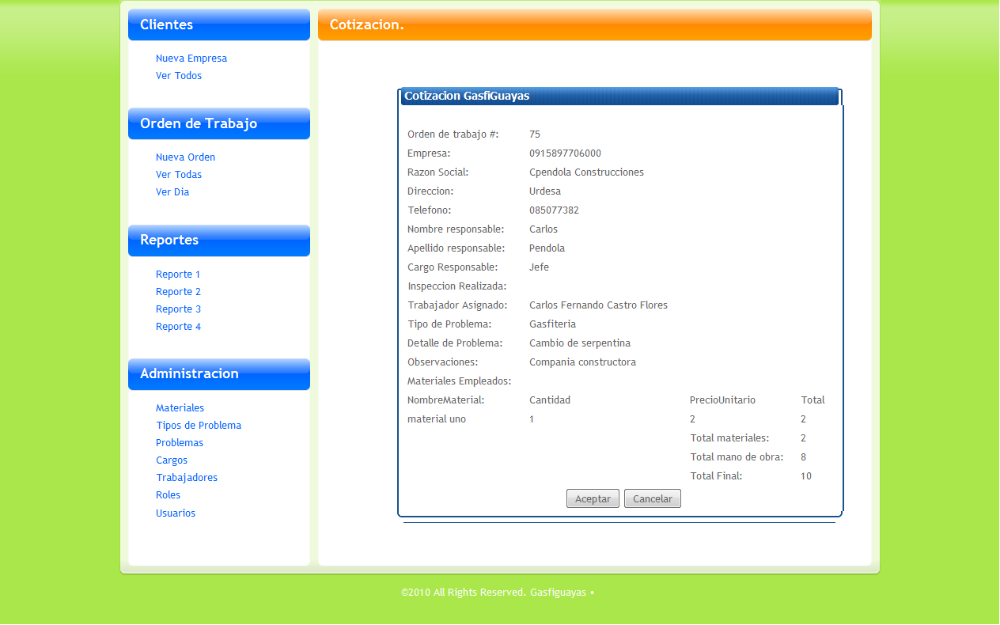 Clientes
Nueva Empresa
Ver Todos
Orden de Trabajo
Nueva Orden
Ver Todas
Ver Dia
Reportes
Reporte 1
Reporte 2
Reporte 3
Reporte 4
Administracion
Materiales
Tipos de Problema
Problemas
Cargos
Trabajadores
Roles
Usuarios
Cotizacion.
Cotizacion GasfiGuayas
Orden de trabajo #: 75
Empresa: 0915897706000
Razon Social: Cpendola Construcciones
Direccion: Urdesa
Telefono: 085077382
Nombre responsable: Carlos
Apellido responsable: Pendola
Cargo Responsable: Jefe
Inspeccion Realizada:
Trabajador Asignado: Carlos Fernando Castro Flores
Tipo de Problema: Gasfiteria
Detalle de Problema: Cambio de serpentina
Observaciones: Compania constructora
Materiales Empleados:
NombreMaterial: Cantidad PrecioUnitario Total
material uno 1 2 2
Total materiales: 2
Total mano de obra: 8
Total Final: 10
Aceptar Cancelar
©2010 All Rights Reserved. Gasfiguayas •